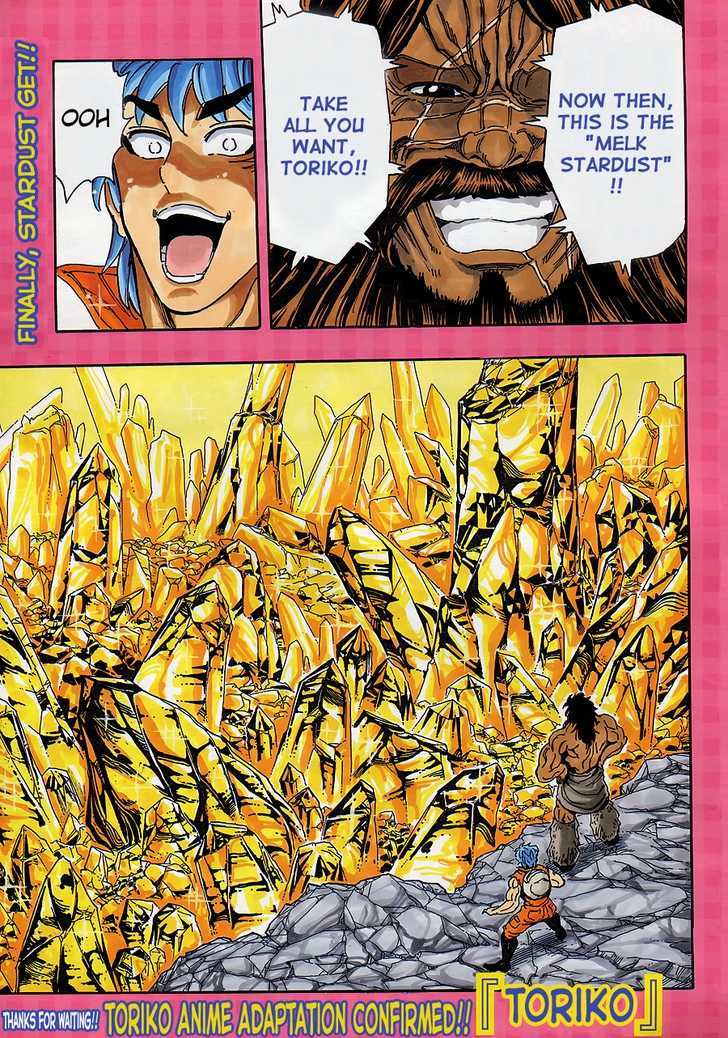 NOW THEN,
THIS IS THE
"MELK
STARDUST"
!!
TAKE
ALL YOU
WANT,
TORIKO!!
OOH
FINALLY, STARDUST GET!!
THANKS FOR WAITING!! TORIKO ANIME ADAPTATION CONFIRMED!!
『TORIKO』